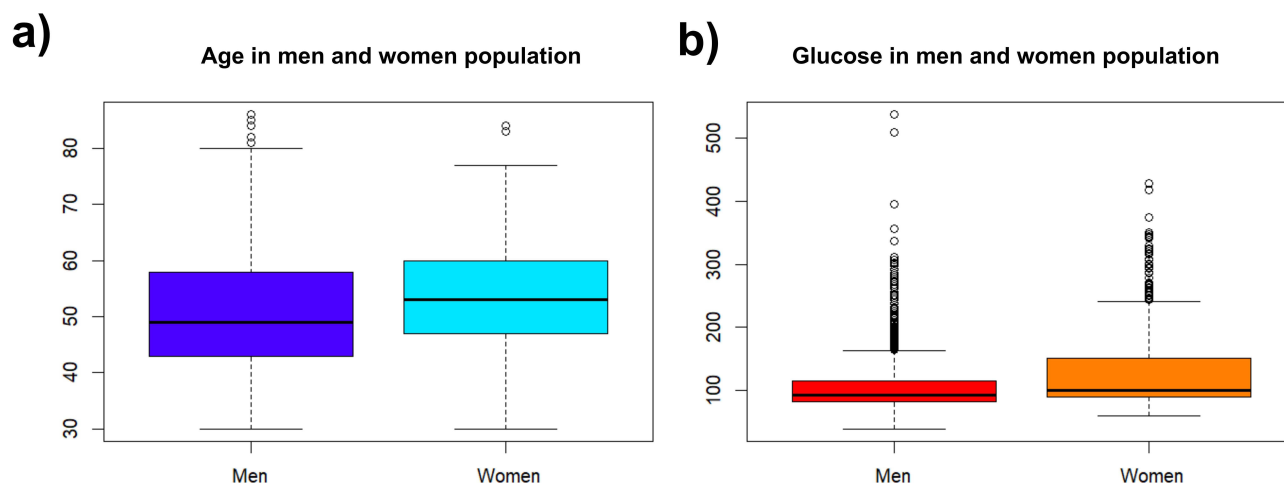 a)
Age in men and women population
80
70
60
50
40
30
Men Women
b)
Glucose in men and women population
500
400
300
200
100
Men Women